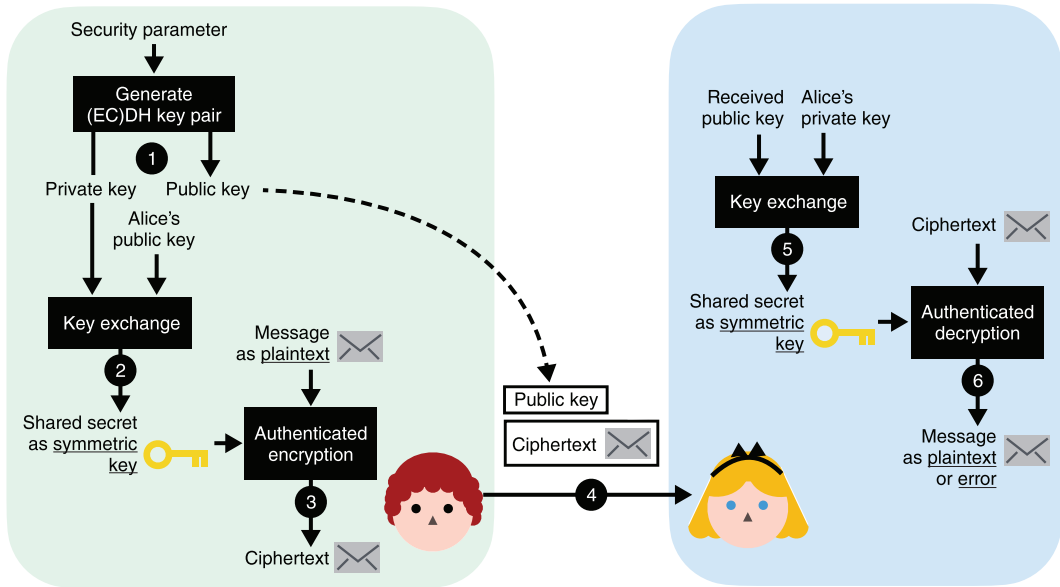 Security parameter
Generate
(EC)DH key pair
1
Private key
Public key
Alice's
public key
Key exchange
2
Shared secret
as symmetric
key
Message
as plaintext
Authenticated
encryption
3
Ciphertext
Public key
Ciphertext
4
Received
public key
Alice's
private key
Key exchange
5
Shared secret
as symmetric
key
Ciphertext
Authenticated
decryption
6
Message
as plaintext
or error